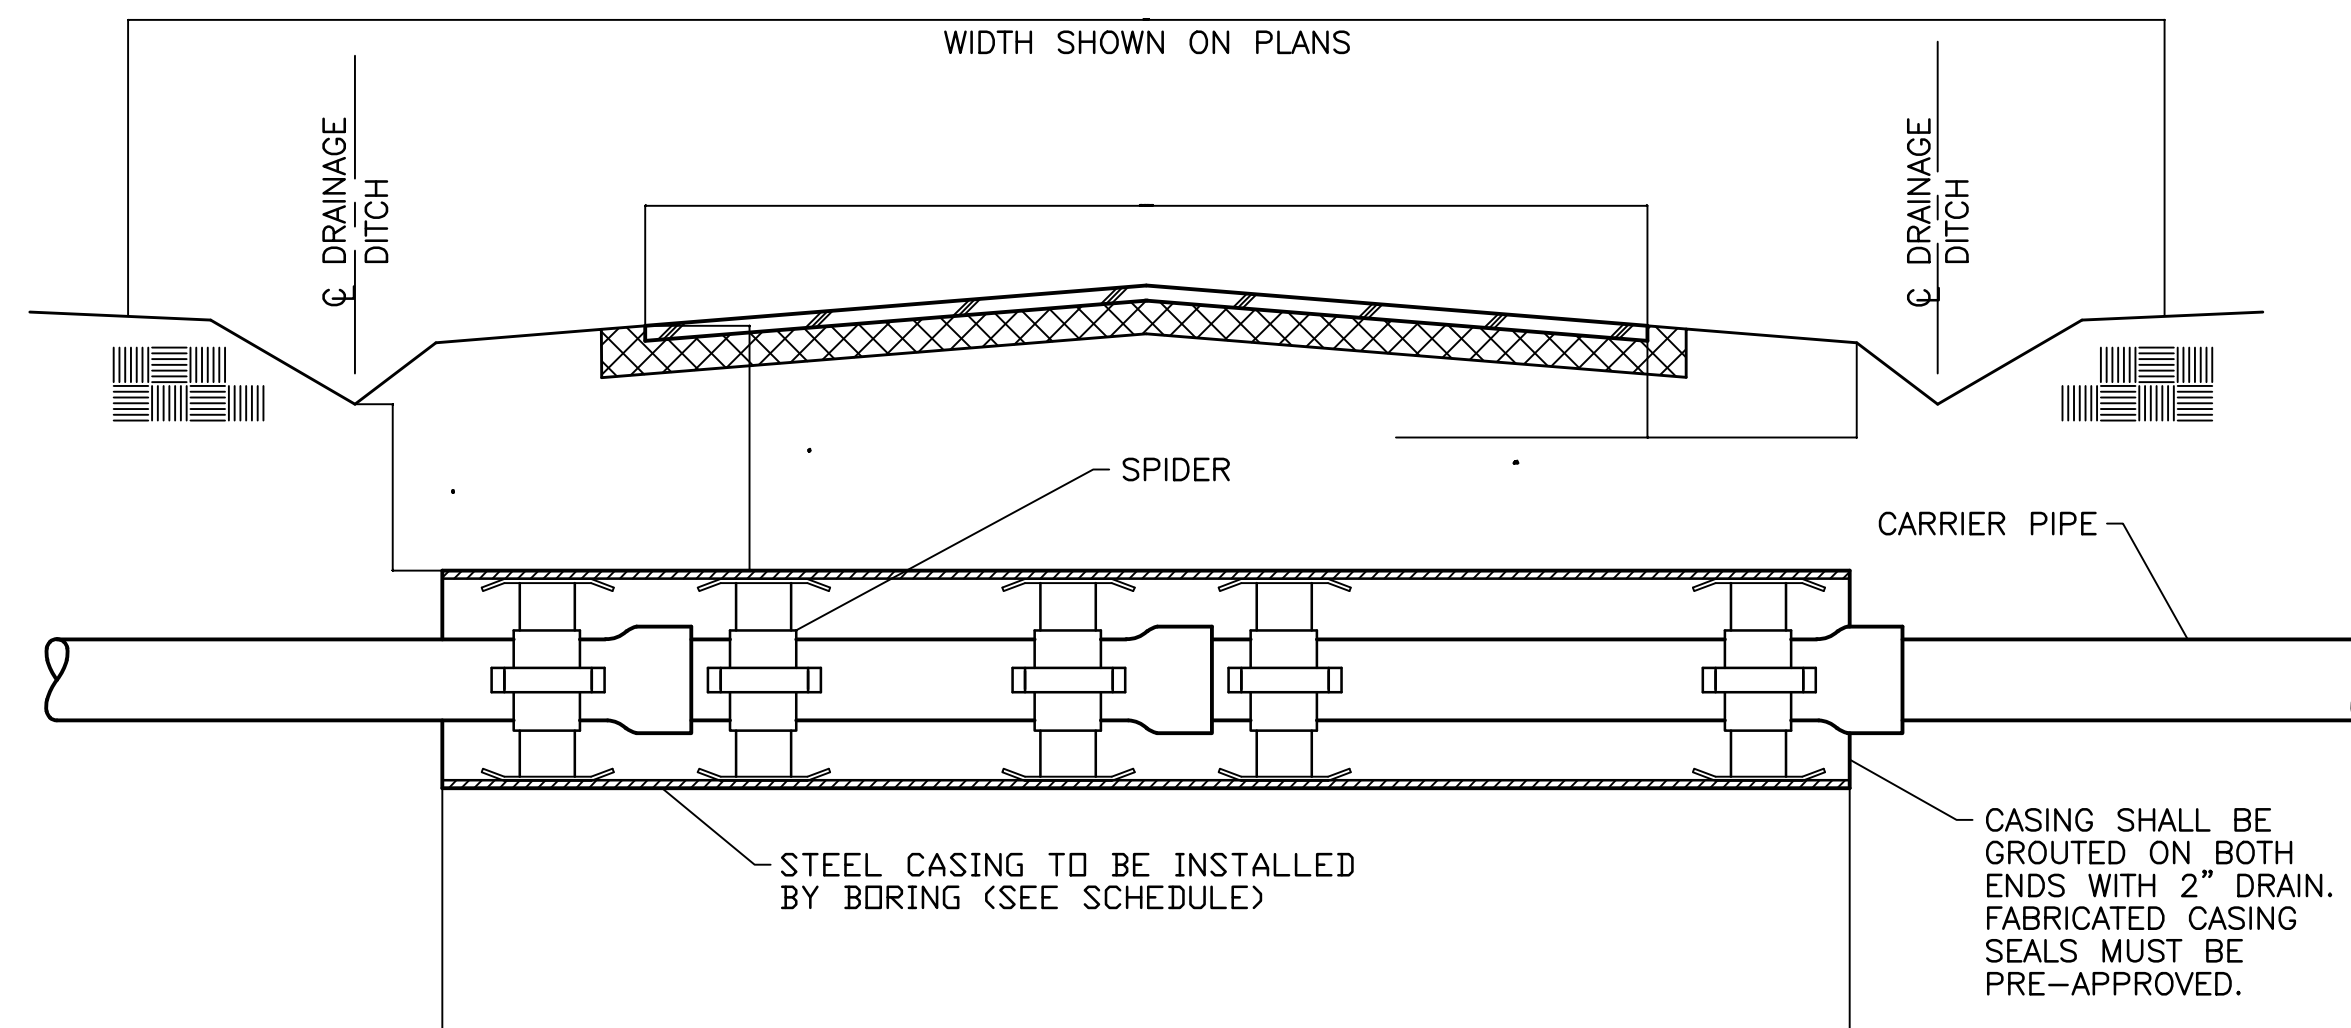 WIDTH SHOWN ON PLANS
℄ DRAINAGE
DITCH
℄ DRAINAGE
DITCH
SPIDER
CARRIER PIPE
STEEL CASING TO BE INSTALLED
BY BORING (SEE SCHEDULE)
CASING SHALL BE
GROUTED ON BOTH
ENDS WITH 2” DRAIN.
FABRICATED CASING
SEALS MUST BE
PRE-APPROVED.